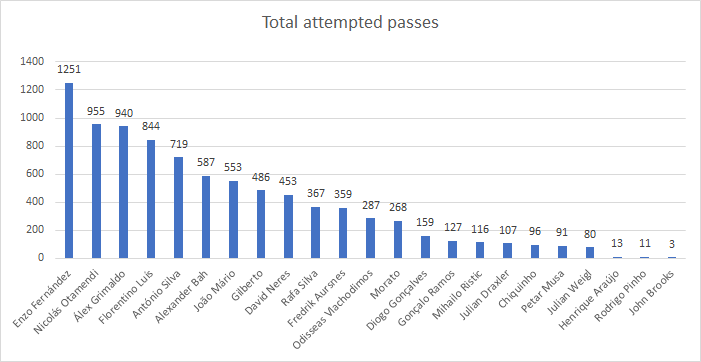 Total attempted passes
1400
1200
1000
800
600
400
200
0
1251
955
940
844
719
587
553
486
453
367
359
287
268
159
127
116
107
96
91
80
13
11
3
Enzo Fernández
Nicolás Otamendi
Álex Grimaldo
Florentino Luís
António Silva
Alexander Bah
João Mário
Gilberto
David Neres
Rafa Silva
Fredrik Aursnes
Odisseas Vlachodimos
Morato
Diogo Gonçalves
Gonçalo Ramos
Mihailo Ristic
Julian Draxler
Chiquinho
Petar Musa
Julian Weigl
Henrique Araújo
Rodrigo Pinho
John Brooks